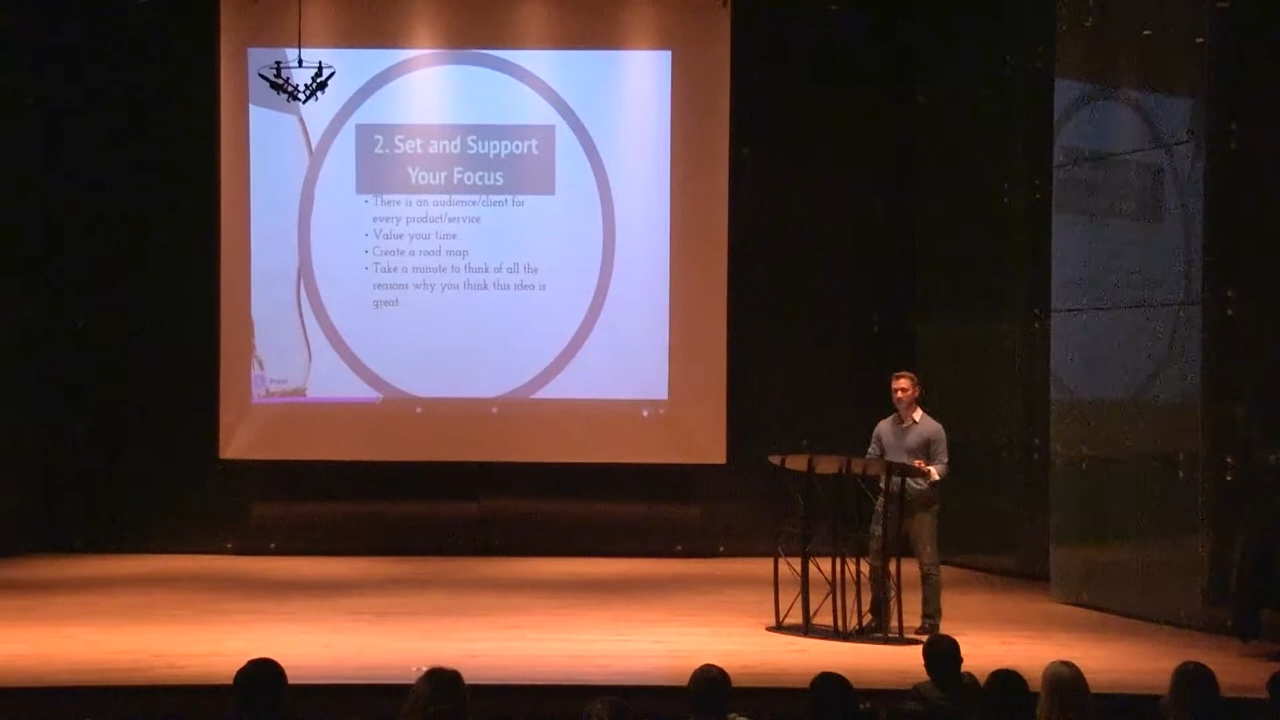 2. Set and Support
Your Focus
• There is an audience/client for
every product/service
• Value your time.
• Create a road map
• Take a minute to think of all the
reasons why you think this idea is
great.
Prezi